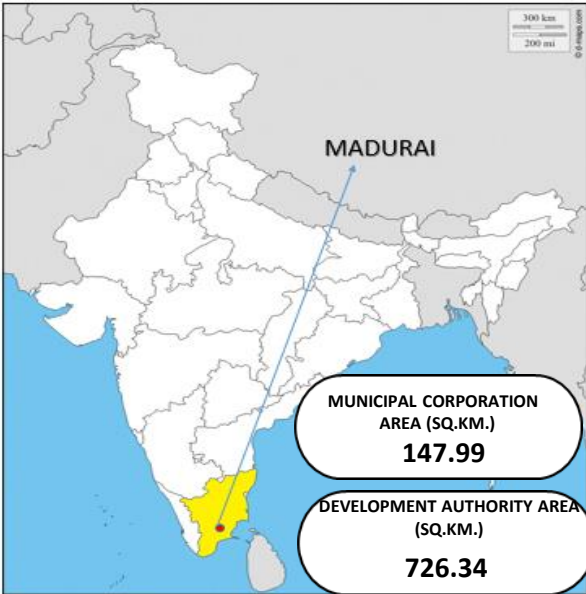 300 km
200 mi
© d-maps.com
MADURAI
MUNICIPAL CORPORATION
AREA (SQ.KM.)
147.99
DEVELOPMENT AUTHORITY AREA
(SQ.KM.)
726.34